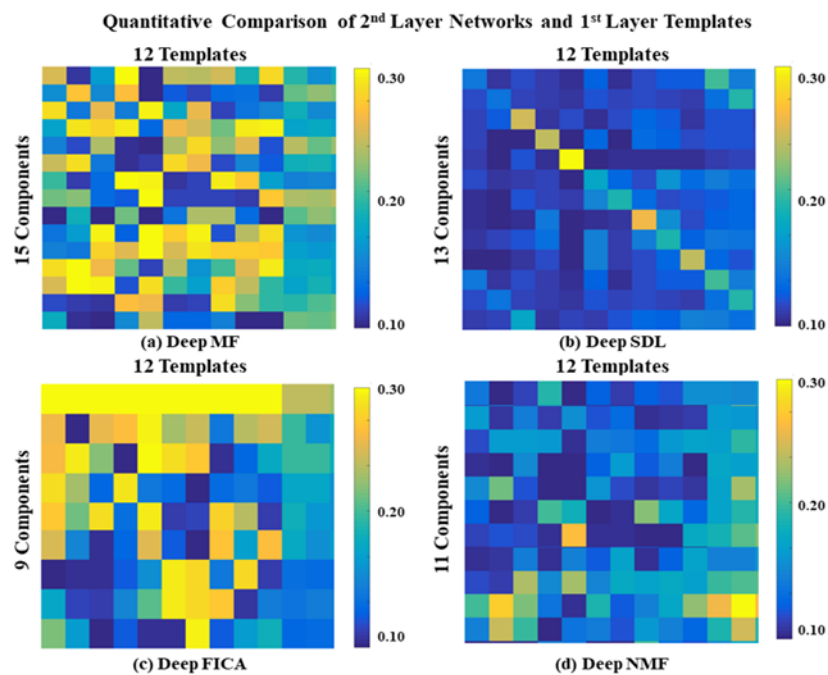 Quantitative Comparison of 2nd Layer Networks and 1st Layer Templates
12 Templates
15 Components
0.30
0.20
0.10
(a) Deep MF
12 Templates
13 Components
0.30
0.20
0.10
(b) Deep SDL
12 Templates
9 Components
0.30
0.20
0.10
(c) Deep FICA
12 Templates
11 Components
0.30
0.20
0.10
(d) Deep NMF